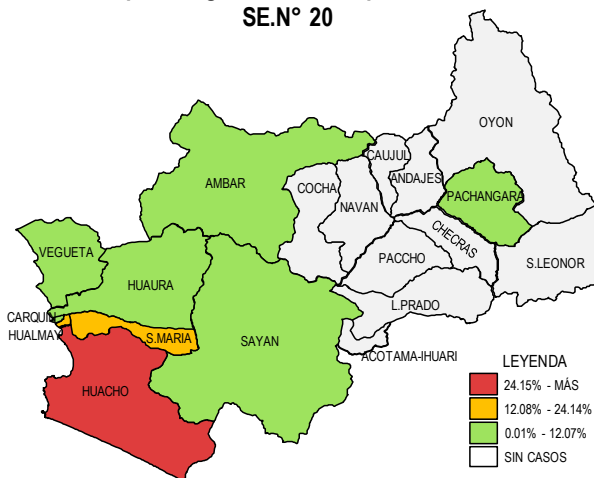 SE.N° 20
OYON
CAUJUL
ANDAJES
AMBAR
COCHA
PACHANGARA
NAVAN
CHECRAS
VEGUETA
PACCHO
S.LEONOR
HUAURA
L.PRADO
CARQUIN
HUALMAY
S.MARIA
SAYAN
ACOTAMA-IHUARI
HUACHO
LEYENDA
24.15% - MÁS
12.08% - 24.14%
0.01% - 12.07%
SIN CASOS